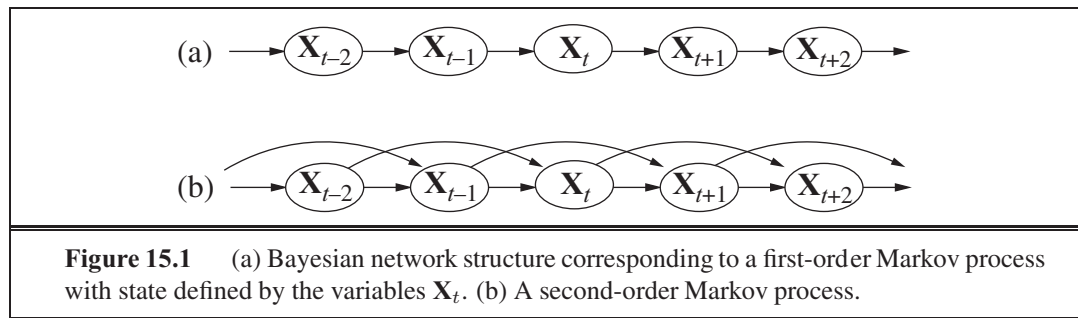 (a) X_{t–2} X_{t–1} X_t X_{t+1} X_{t+2}
(b) X_{t–2} X_{t–1} X_t X_{t+1} X_{t+2}
Figure 15.1 (a) Bayesian network structure corresponding to a first-order Markov process
with state defined by the variables X_t. (b) A second-order Markov process.